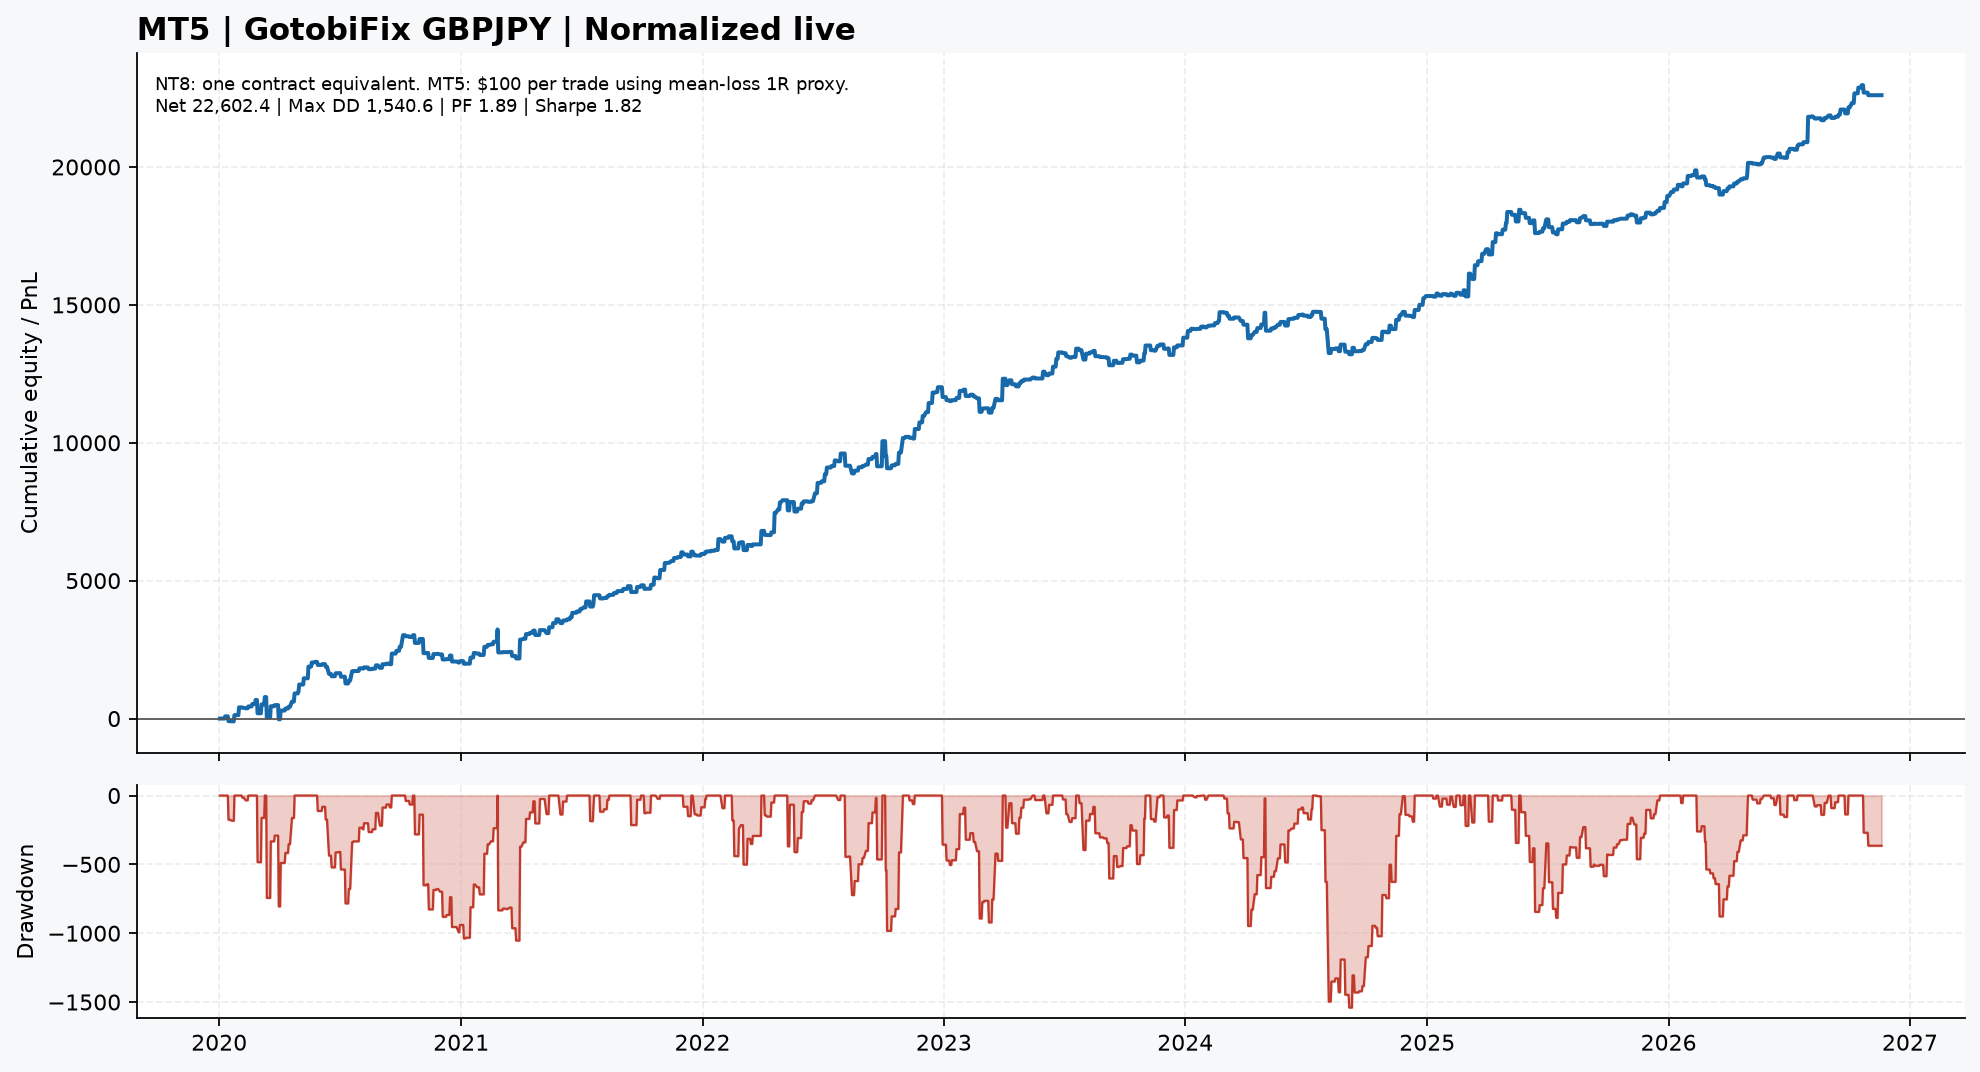 MT5 | GotobiFix GBPJPY | Normalized live
NT8: one contract equivalent. MT5: $100 per trade using mean-loss 1R proxy.
Net 22,602.4 | Max DD 1,540.6 | PF 1.89 | Sharpe 1.82
Cumulative equity / PnL
20000
15000
10000
5000
0
Drawdown
0
−500
−1000
−1500
2020 2021 2022 2023 2024 2025 2026 2027